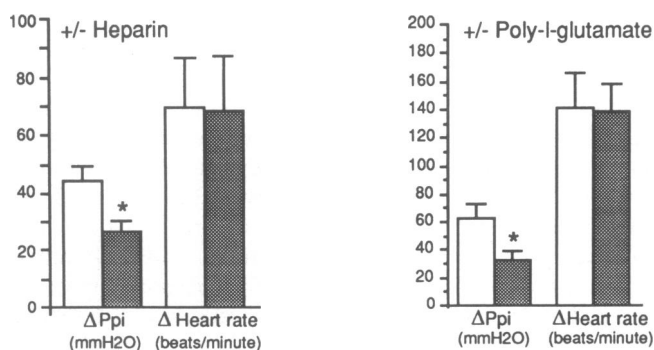 +/- Heparin
100
80
60
40
20
0
*
Δ Ppi
(mmH2O)
Δ Heart rate
(beats/minute)
+/- Poly-l-glutamate
200
180
160
140
120
100
80
60
40
20
0
*
ΔPpi
(mmH2O)
ΔHeart rate
(beats/minute)